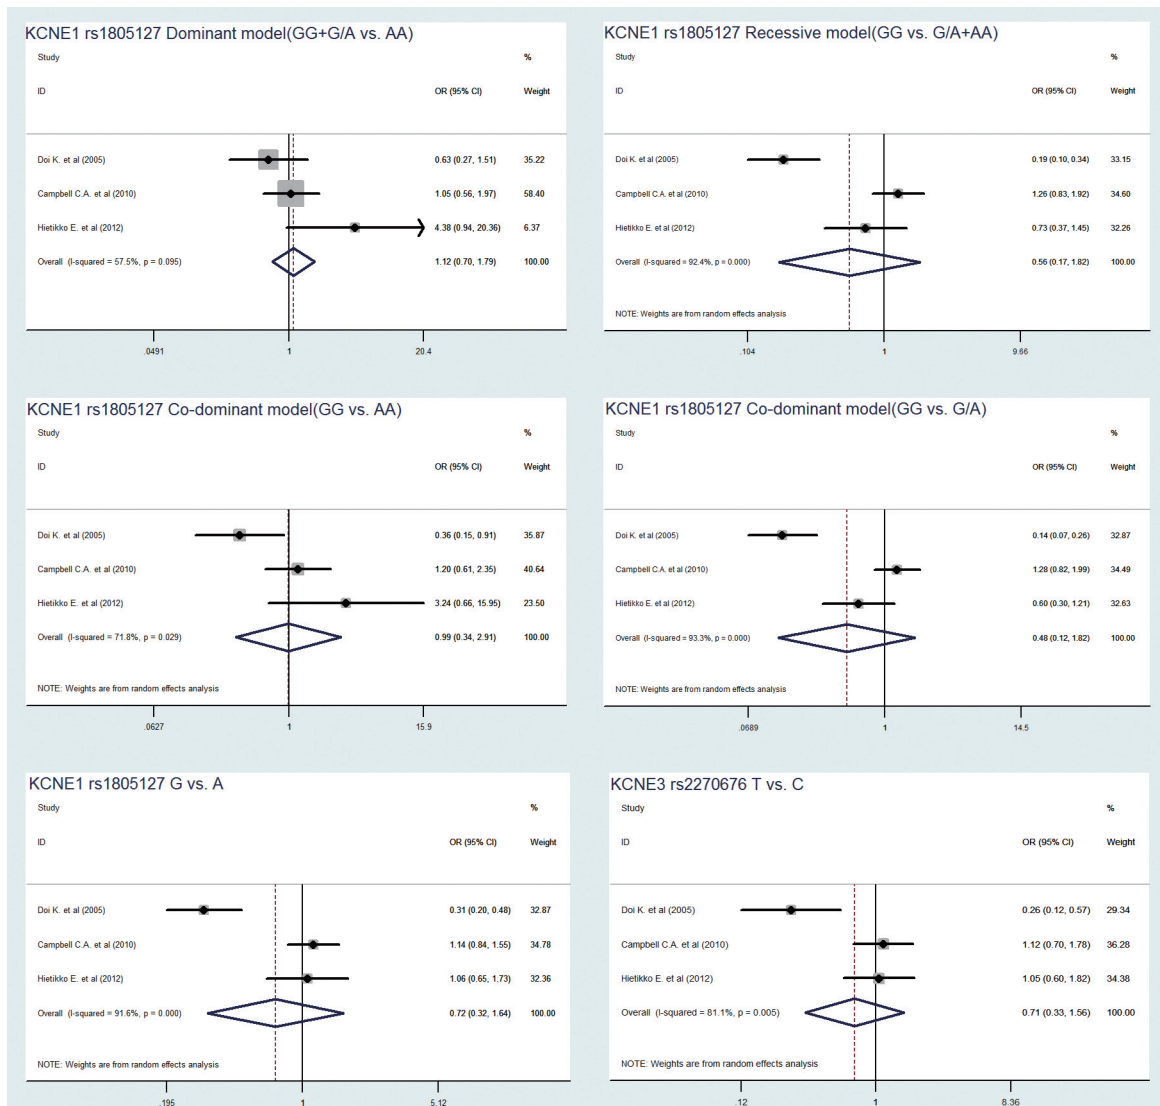 KCNE1 rs1805127 Dominant model(GG+G/A vs. AA)
Study %
ID OR (95% CI) Weight
Doi K. et al (2005) 0.63 (0.27, 1.51) 35.22
Campbell C.A. et al (2010) 1.05 (0.56, 1.97) 58.40
Hietikko E. et al (2012) 4.38 (0.94, 20.36) 6.37
Overall (I-squared = 57.5%, p = 0.095) 1.12 (0.70, 1.79) 100.00
.0491 1 20.4
KCNE1 rs1805127 Recessive model(GG vs. G/A+AA)
Study %
ID OR (95% CI) Weight
Doi K. et al (2005) 0.19 (0.10, 0.34) 33.15
Campbell C.A. et al (2010) 1.26 (0.83, 1.92) 34.60
Hietikko E. et al (2012) 0.73 (0.37, 1.45) 32.26
Overall (I-squared = 92.4%, p = 0.000) 0.56 (0.17, 1.82) 100.00
NOTE: Weights are from random effects analysis
.104 1 9.66
KCNE1 rs1805127 Co-dominant model(GG vs. AA)
Study %
ID OR (95% CI) Weight
Doi K. et al (2005) 0.36 (0.15, 0.91) 35.87
Campbell C.A. et al (2010) 1.20 (0.61, 2.35) 40.64
Hietikko E. et al (2012) 3.24 (0.66, 15.95) 23.50
Overall (I-squared = 71.8%, p = 0.029) 0.99 (0.34, 2.91) 100.00
NOTE: Weights are from random effects analysis
.0627 1 15.9
KCNE1 rs1805127 Co-dominant model(GG vs. G/A)
Study %
ID OR (95% CI) Weight
Doi K. et al (2005) 0.14 (0.07, 0.26) 32.87
Campbell C.A. et al (2010) 1.28 (0.82, 1.99) 34.49
Hietikko E. et al (2012) 0.60 (0.30, 1.21) 32.63
Overall (I-squared = 93.3%, p = 0.000) 0.48 (0.12, 1.82) 100.00
NOTE: Weights are from random effects analysis
.0689 1 14.5
KCNE1 rs1805127 G vs. A
Study %
ID OR (95% CI) Weight
Doi K. et al (2005) 0.31 (0.20, 0.48) 32.87
Campbell C.A. et al (2010) 1.14 (0.84, 1.55) 34.78
Hietikko E. et al (2012) 1.06 (0.65, 1.73) 32.36
Overall (I-squared = 91.6%, p = 0.000) 0.72 (0.32, 1.64) 100.00
NOTE: Weights are from random effects analysis
.195 1 5.12
KCNE3 rs2270676 T vs. C
Study %
ID OR (95% CI) Weight
Doi K. et al (2005) 0.26 (0.12, 0.57) 29.34
Campbell C.A. et al (2010) 1.12 (0.70, 1.78) 36.28
Hietikko E. et al (2012) 1.05 (0.60, 1.82) 34.38
Overall (I-squared = 81.1%, p = 0.005) 0.71 (0.33, 1.56) 100.00
NOTE: Weights are from random effects analysis
.12 1 8.36